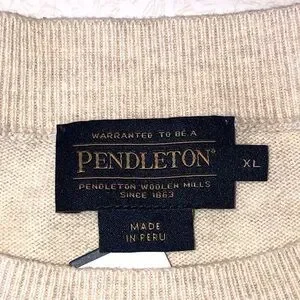 WARRANTED TO BE A
PENDLETON®
PENDLETON WOOLEN MILLS
SINCE 1863
XL
MADE
IN PERU